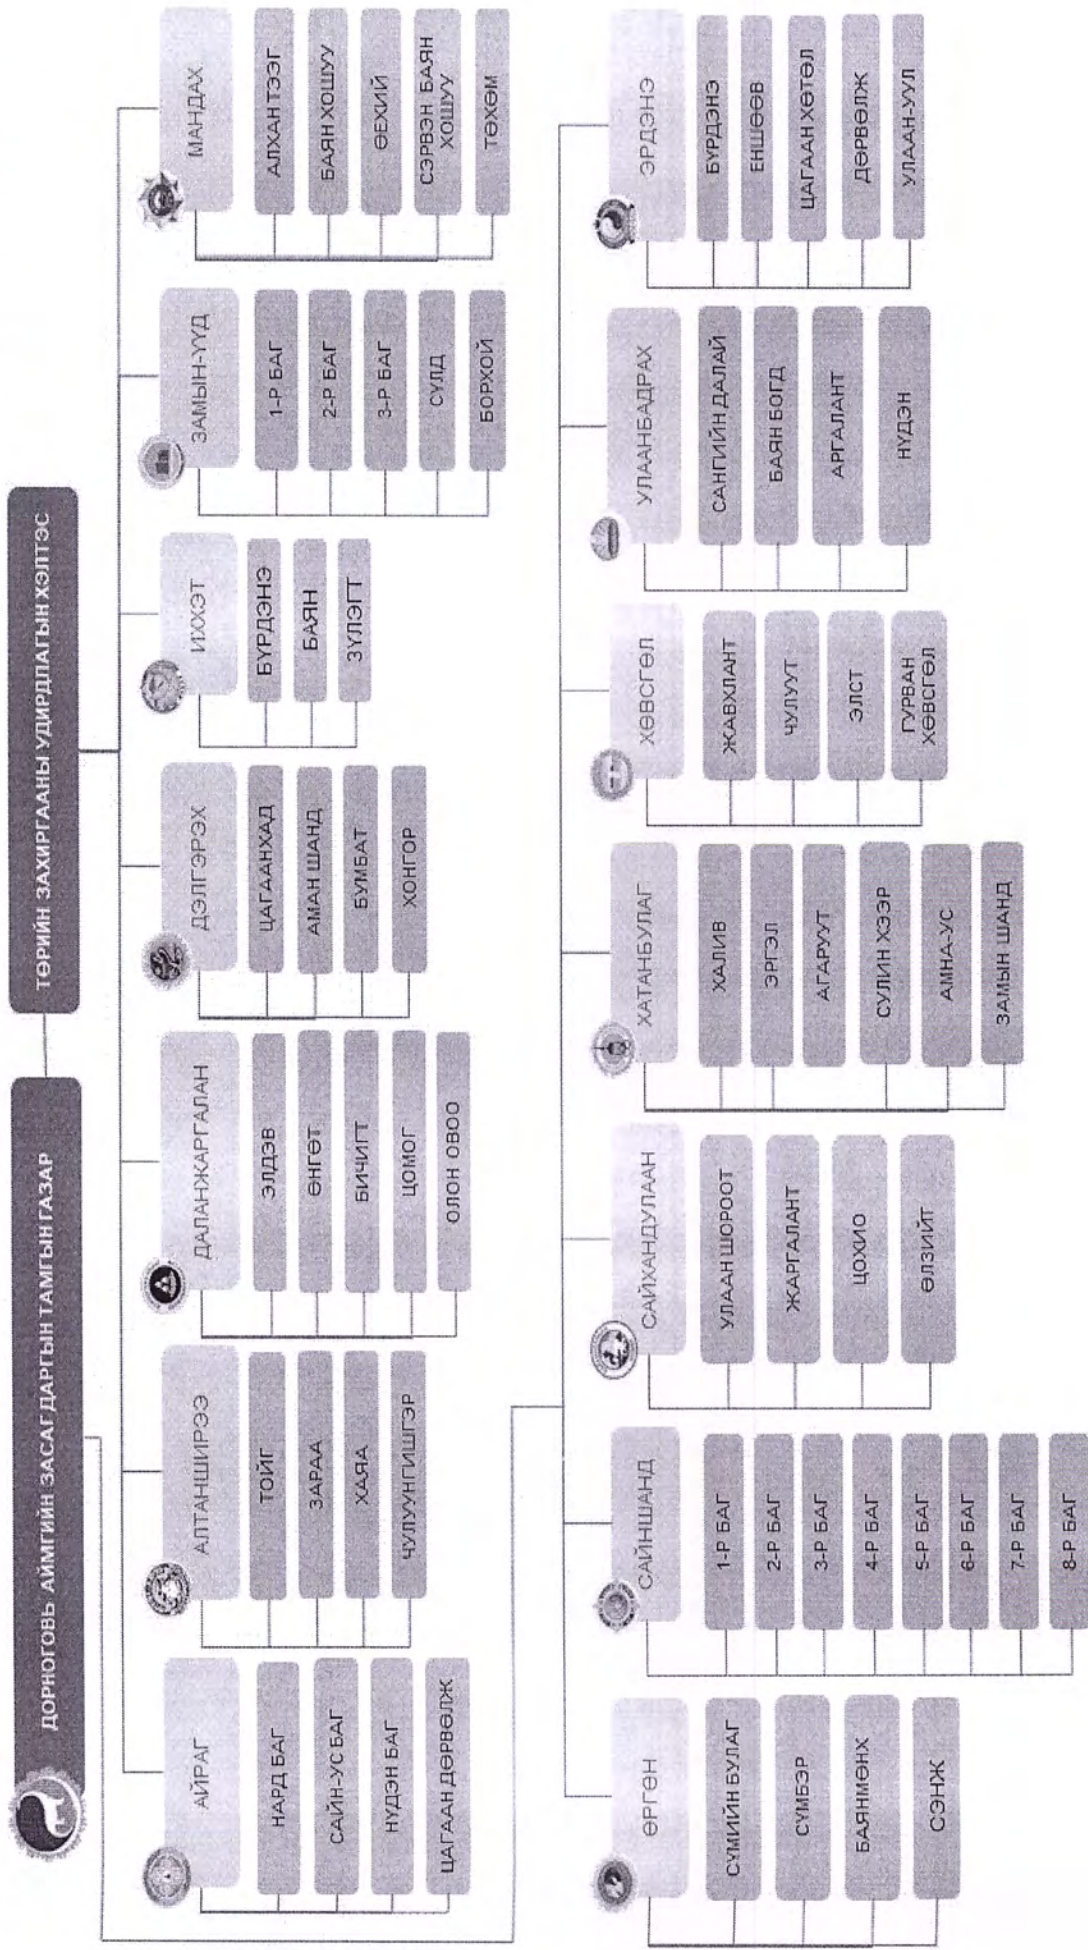 ДОРНОГОВЬ АЙМГИЙН ЗАСАГ ДАРГЫН ТАМГЫН ГАЗАР
ТӨРИЙН ЗАХИРГААНЫ УДИРДЛАГЫН ХЭЛТЭС
АЙРАГ
НАРД БАГ
САЙН-УС БАГ
НҮДЭН БАГ
ЦАГААН ДӨРВӨЛЖ
АЛТАНШИРЭЭ
ТОЙГ
ЗАРАА
ХАЯА
ЧУЛУУНГИШГЭР
ДАЛАНЖАРГАЛАН
ЭЛДЭВ
ӨНГӨТ
БИЧИГТ
ЦОМОГ
ОЛОН ОВОО
ДЭЛГЭРЭХ
ЦАГААНХАД
АМАН ШАНД
БУМБАТ
ХОНГОР
ИХХЭТ
БҮРДЭНЭ
БАЯН
ЗҮЛЭГТ
ЗАМЫН-ҮҮД
1-Р БАГ
2-Р БАГ
3-Р БАГ
СҮЛД
БОРХОЙ
МАНДАХ
АЛХАН ТЭЭГ
БАЯН ХОШУУ
ӨЕХИЙ
СЭРВЭН БАЯН
ХОШУУ
ТӨХӨМ
ӨРГӨН
СҮМИЙН БУЛАГ
СҮМБЭР
БАЯНМӨНХ
СЭНЖ
САЙНШАНД
1-Р БАГ
2-Р БАГ
3-Р БАГ
4-Р БАГ
5-Р БАГ
6-Р БАГ
7-Р БАГ
8-Р БАГ
САЙХАНДУЛААН
УЛААН ШОРООТ
ЖАРГАЛАНТ
ЦОХИО
ӨЛЗИЙТ
ХАТАНБУЛАГ
ХАЛИВ
ЭРГЭЛ
АГАРУУТ
СУЛИН ХЭЭР
АМНА-УС
ЗАМЫН ШАНД
ХӨВСГӨЛ
ЖАВХЛАНТ
ЧУЛУУТ
ЭЛСТ
ГУРВАН
ХӨВСГӨЛ
УЛААНБАДРАХ
САНГИЙН ДАЛАЙ
БАЯН БОГД
АРГАЛАНТ
НҮДЭН
ЭРДЭНЭ
БҮРДЭНЭ
ЕНШӨӨВ
ЦАГААН ХӨТӨЛ
ДӨРВӨЛЖ
УЛААН-УУЛ